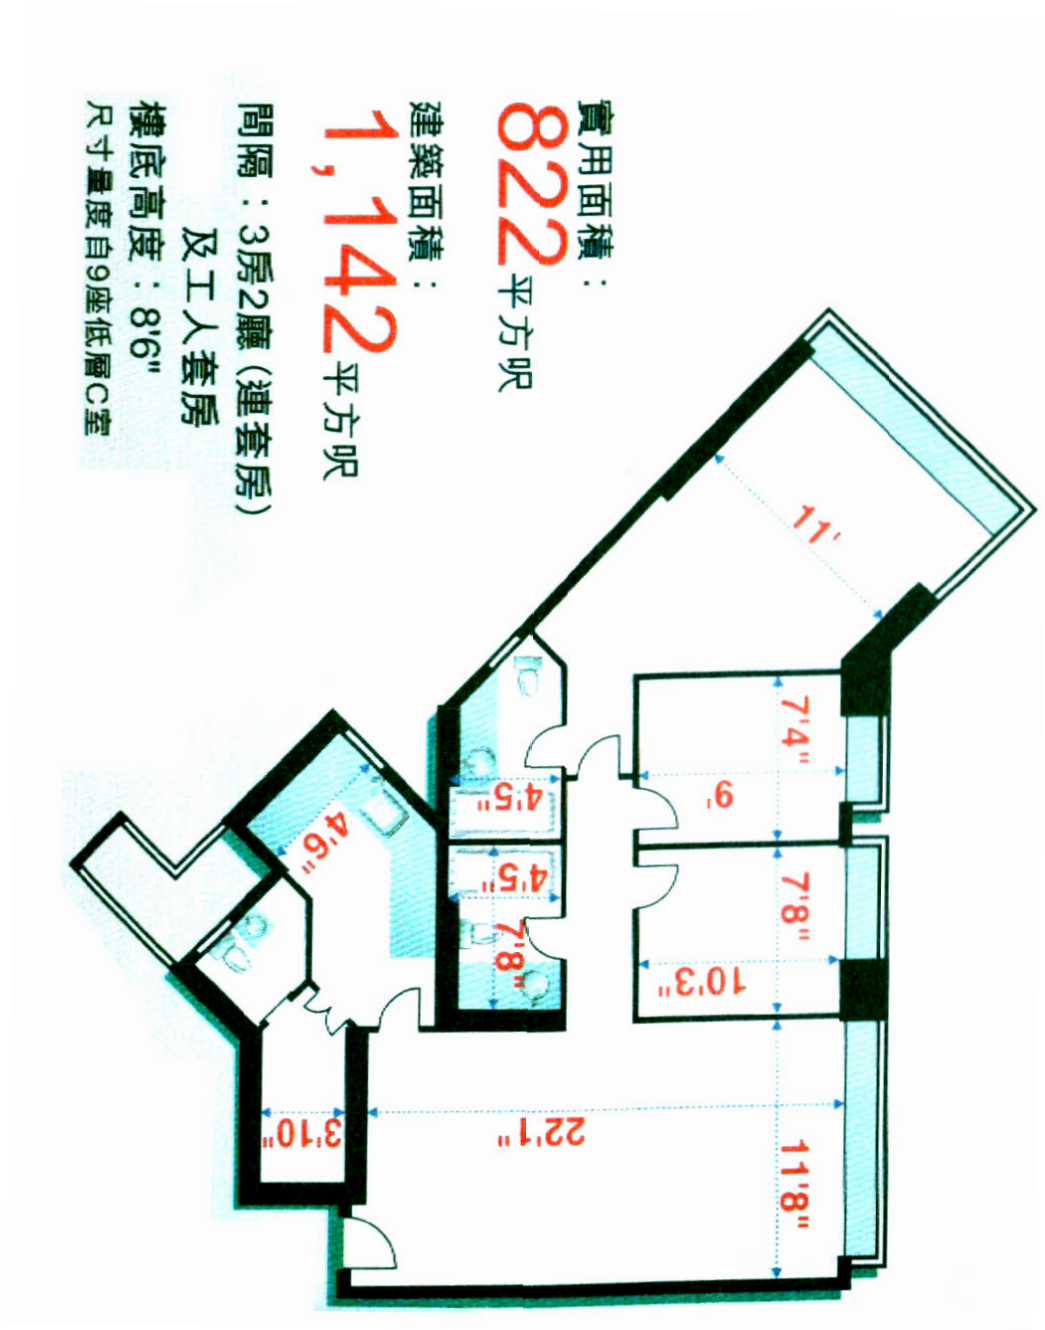 實用面積：
822平方呎
建築面積：
1,142平方呎
間隔：3房2廳（連套房）
及工人套房
樓底高度：8'6"
尺寸量度自9座低層C室
11'
7'4"
9'
4'5"
4'6"
4'5"
7'8"
7'8"
10'3"
3'10"
22'1"
11'8"